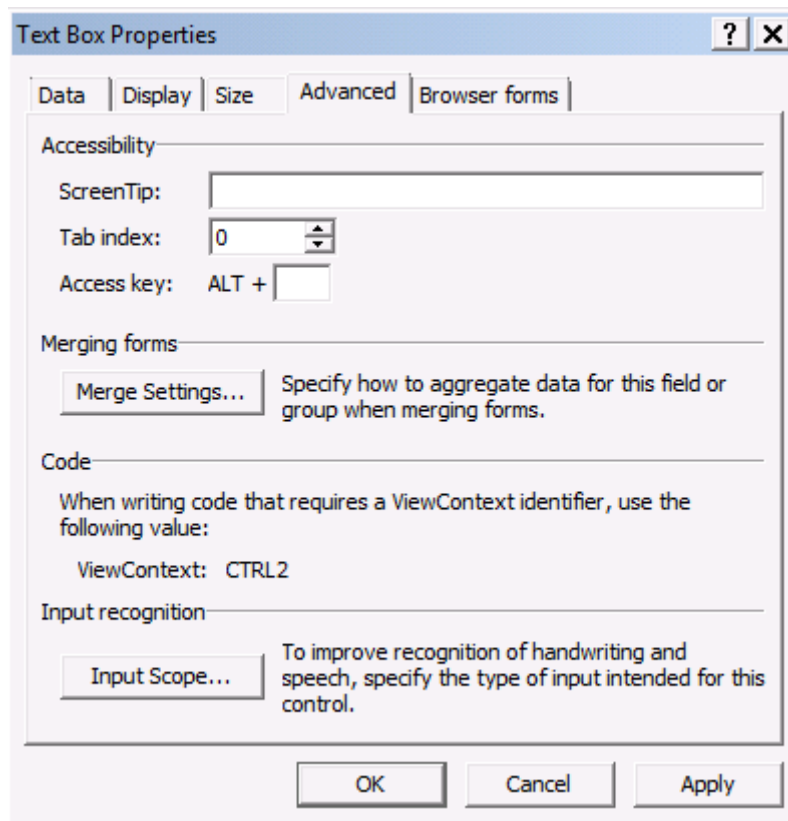 Text Box Properties ? X
Data Display Size Advanced Browser forms
Accessibility
ScreenTip:
Tab index: 0
Access key: ALT +
Merging forms
Merge Settings... Specify how to aggregate data for this field or
group when merging forms.
Code
When writing code that requires a ViewContext identifier, use the
following value:
ViewContext: CTRL2
Input recognition
To improve recognition of handwriting and
Input Scope... speech, specify the type of input intended for this
control.
OK Cancel Apply